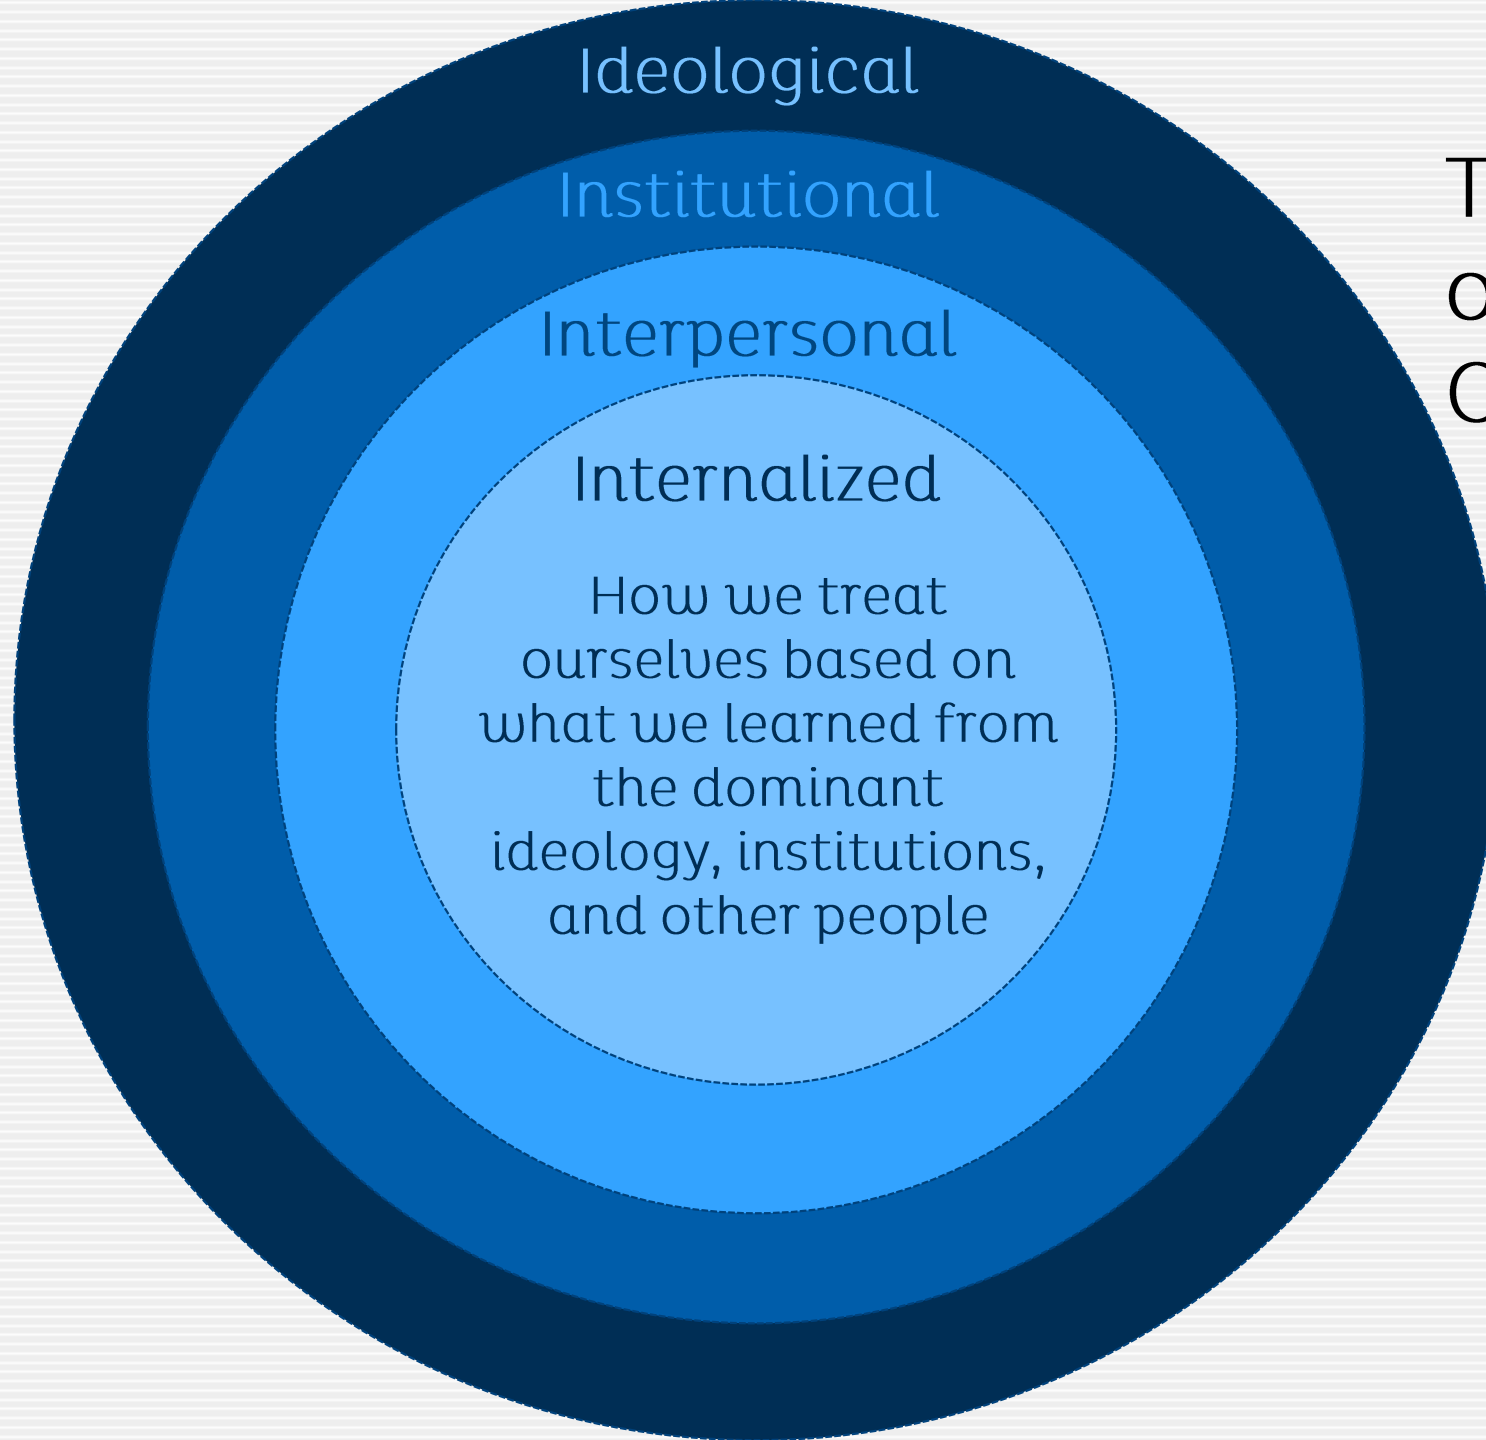 Ideological
Institutional
Interpersonal
Internalized
How we treat
ourselves based on
what we learned from
the dominant
ideology, institutions,
and other people